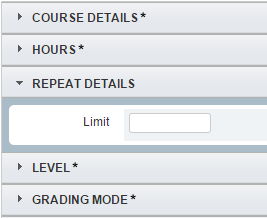 COURSE DETAILS *
HOURS *
REPEAT DETAILS
Limit
LEVEL *
GRADING MODE *